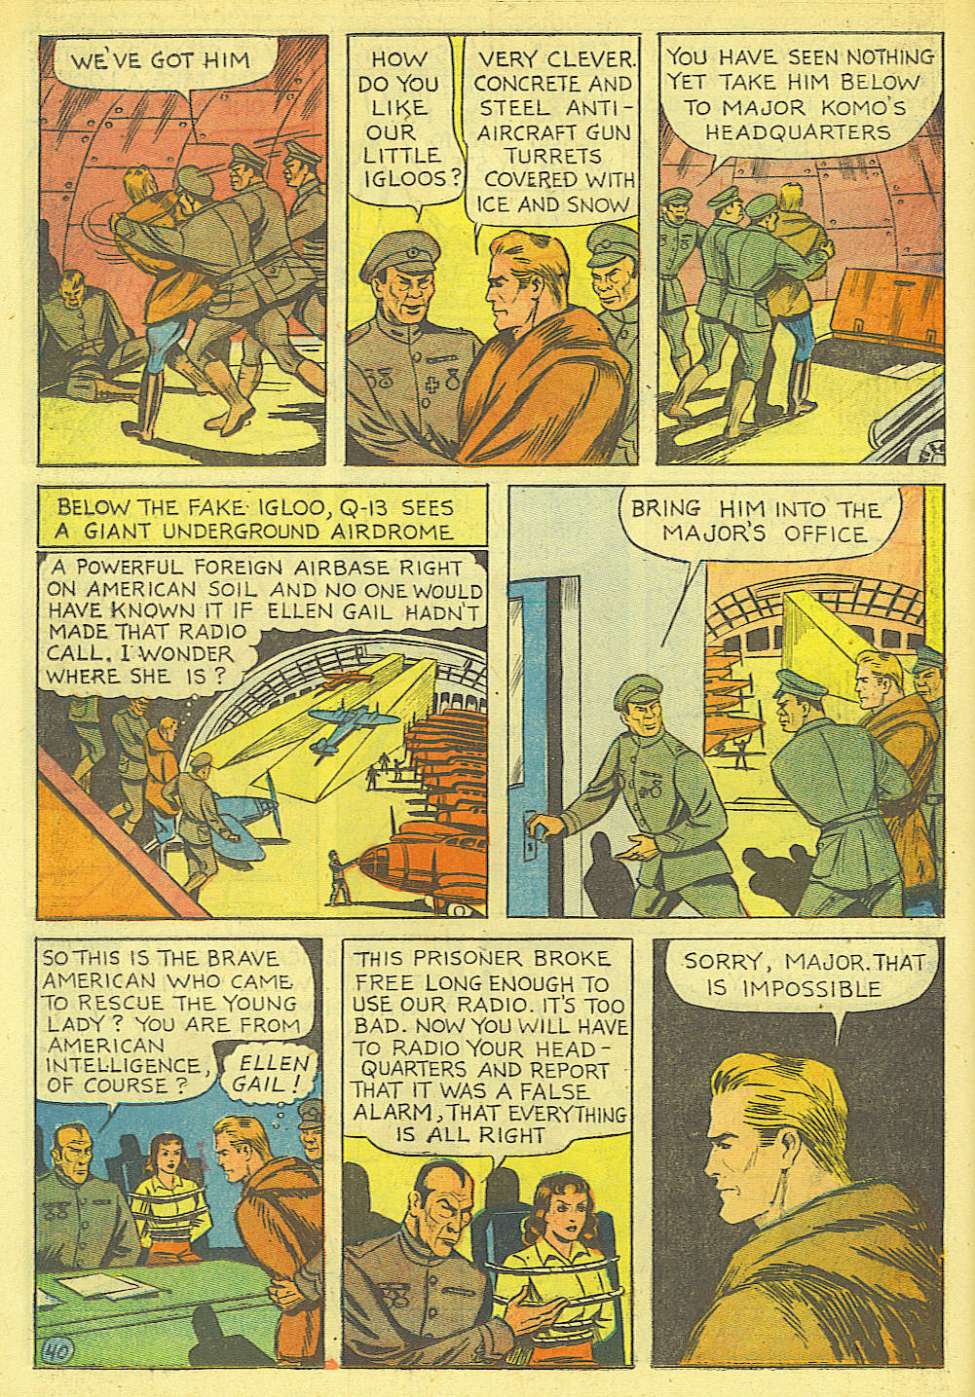 WE'VE GOT HIM
HOW
DO YOU
LIKE
OUR
LITTLE
IGLOOS?
VERY CLEVER.
CONCRETE AND
STEEL ANTI-
AIRCRAFT GUN
TURRETS
COVERED WITH
ICE AND SNOW
YOU HAVE SEEN NOTHING
YET TAKE HIM BELOW
TO MAJOR KOMO'S
HEADQUARTERS
BELOW THE FAKE IGLOO, Q-13 SEES
A GIANT UNDERGROUND AIRDROME
A POWERFUL FOREIGN AIRBASE RIGHT
ON AMERICAN SOIL AND NO ONE WOULD
HAVE KNOWN IT IF ELLEN GAIL HADN'T
MADE THAT RADIO
CALL. I WONDER
WHERE SHE IS?
BRING HIM INTO THE
MAJOR'S OFFICE
SO THIS IS THE BRAVE
AMERICAN WHO CAME
TO RESCUE THE YOUNG
LADY? YOU ARE FROM
AMERICAN
INTELLIGENCE,
OF COURSE?
ELLEN
GAIL!
THIS PRISONER BROKE
FREE LONG ENOUGH TO
USE OUR RADIO. IT'S TOO
BAD. NOW YOU WILL HAVE
TO RADIO YOUR HEAD-
QUARTERS AND REPORT
THAT IT WAS A FALSE
ALARM, THAT EVERYTHING
IS ALL RIGHT
SORRY, MAJOR. THAT
IS IMPOSSIBLE
40